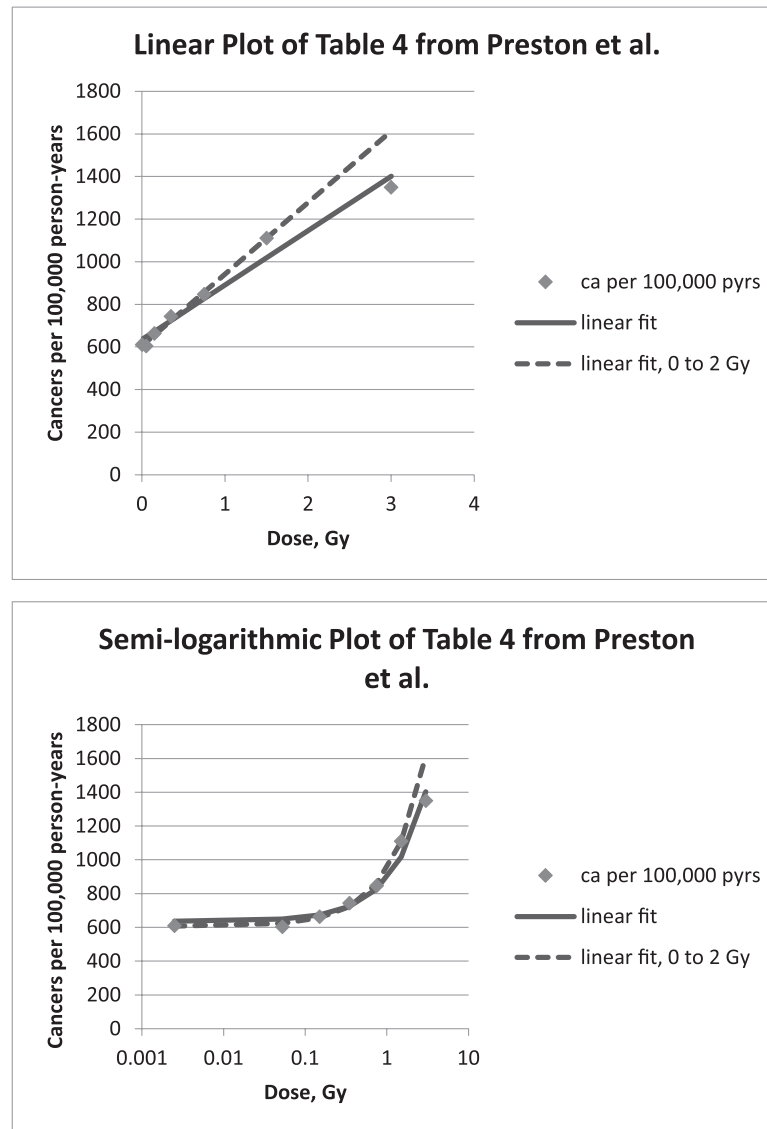 Linear Plot of Table 4 from Preston et al.
Cancers per 100,000 person-years
1800
1600
1400
1200
1000
800
600
400
200
0
0 1 2 3 4
Dose, Gy
ca per 100,000 pyrs
linear fit
linear fit, 0 to 2 Gy
Semi-logarithmic Plot of Table 4 from Preston
et al.
Cancers per 100,000 person-years
1800
1600
1400
1200
1000
800
600
400
200
0
0.001 0.01 0.1 1 10
Dose, Gy
ca per 100,000 pyrs
linear fit
linear fit, 0 to 2 Gy